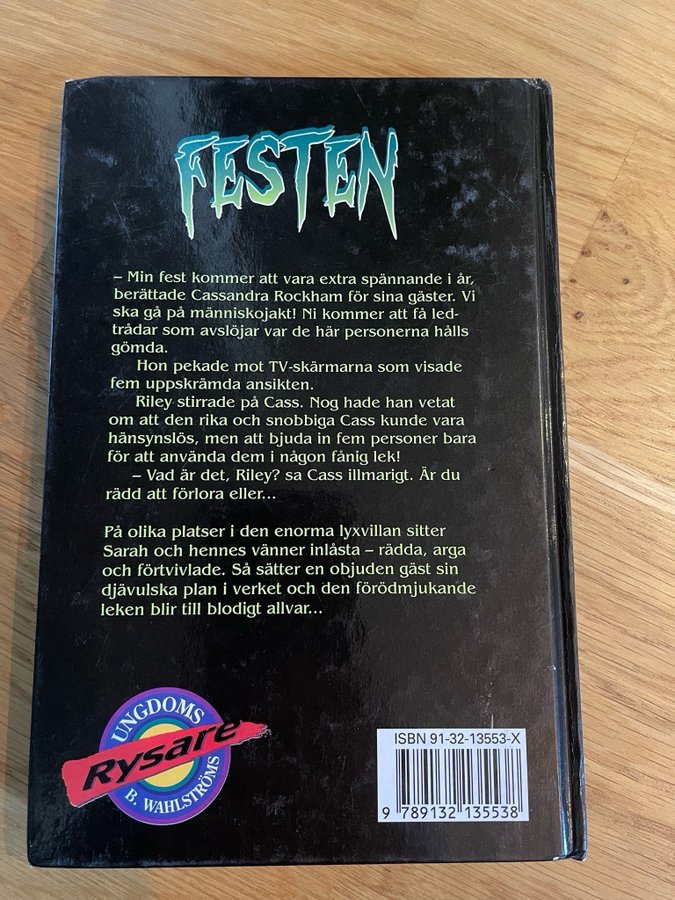 FESTEN
– Min fest kommer att vara extra spännande i år,
berättade Cassandra Rockham för sina gäster. Vi
ska gå på människojakt! Ni kommer att få led-
trådar som avslöjar var de här personerna hålls
gömda.
Hon pekade mot TV-skärmarna som visade
fem uppskrämda ansikten.
Riley stirrade på Cass. Nog hade han vetat
om att den rika och snobbiga Cass kunde vara
hänsynslös, men att bjuda in fem personer bara
för att använda dem i någon fånig lek!
– Vad är det, Riley? sa Cass illmarigt. Är du
rädd att förlora eller...
På olika platser i den enorma lyxvillan sitter
Sarah och hennes vänner inlåsta – rädda, arga
och förtvivlade. Så sätter en objuden gäst sin
djävulska plan i verket och den förödmjukande
leken blir till blodigt allvar...
UNGDOMS
Rysare
B. WAHLSTRÖMS
ISBN 91-32-13553-X
9 789132 135538